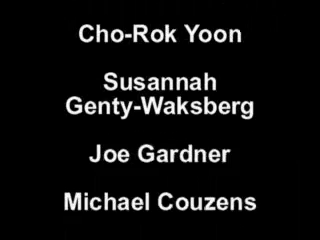 Cho-Rok Yoon
Susannah
Genty-Waksberg
Joe Gardner
Michael Couzens